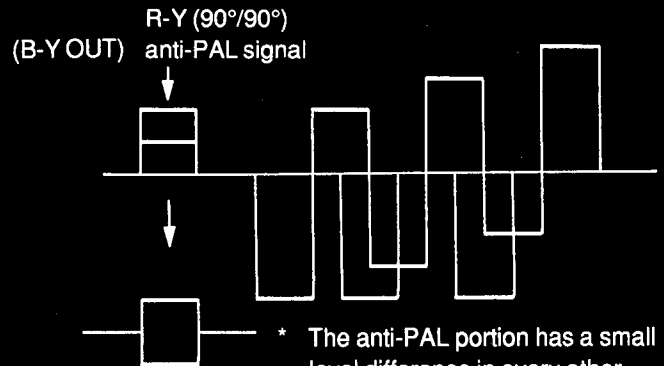 R-Y (90°/90°)
(B-Y OUT) anti-PAL signal
* The anti-PAL portion has a small
level difference in every other